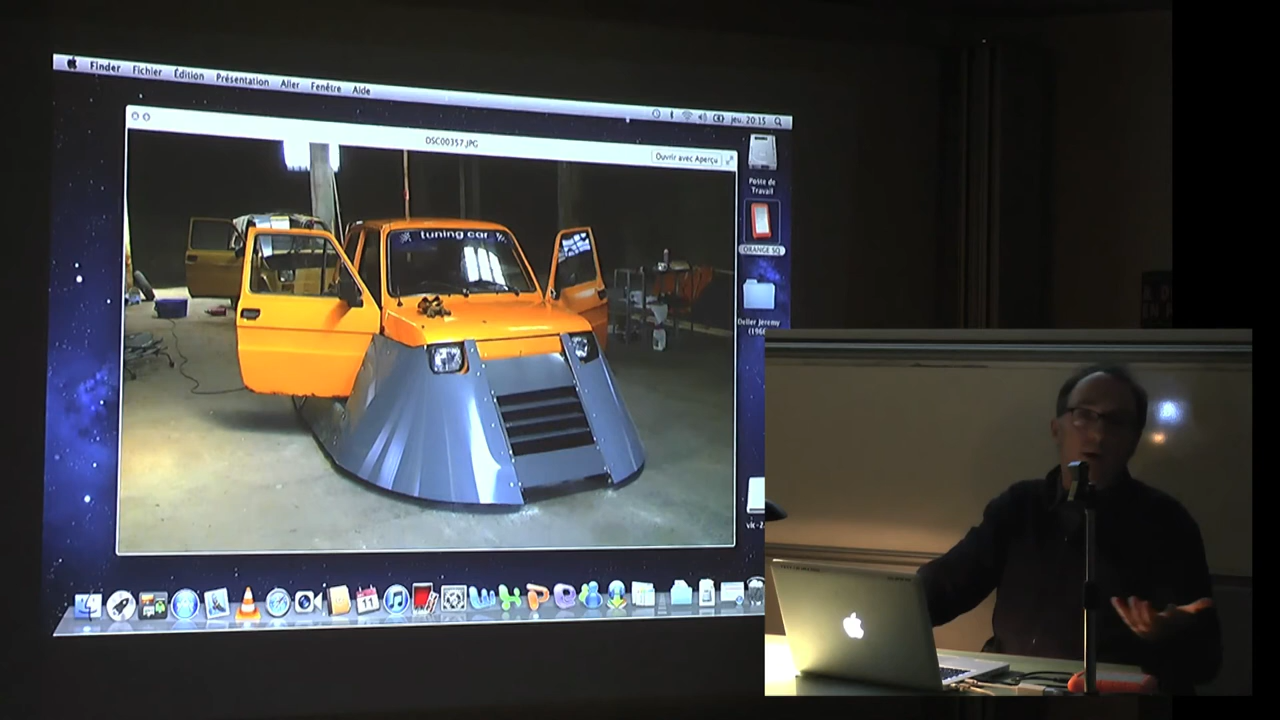 Finder Fichier Édition Présentation Aller Fenêtre Aide
jeu. 20:15
DSC00357.JPG
Ouvrir avec Aperçu
Poste de
Travail
tuning car
ORANGE SQ
Deller Jeremy
11